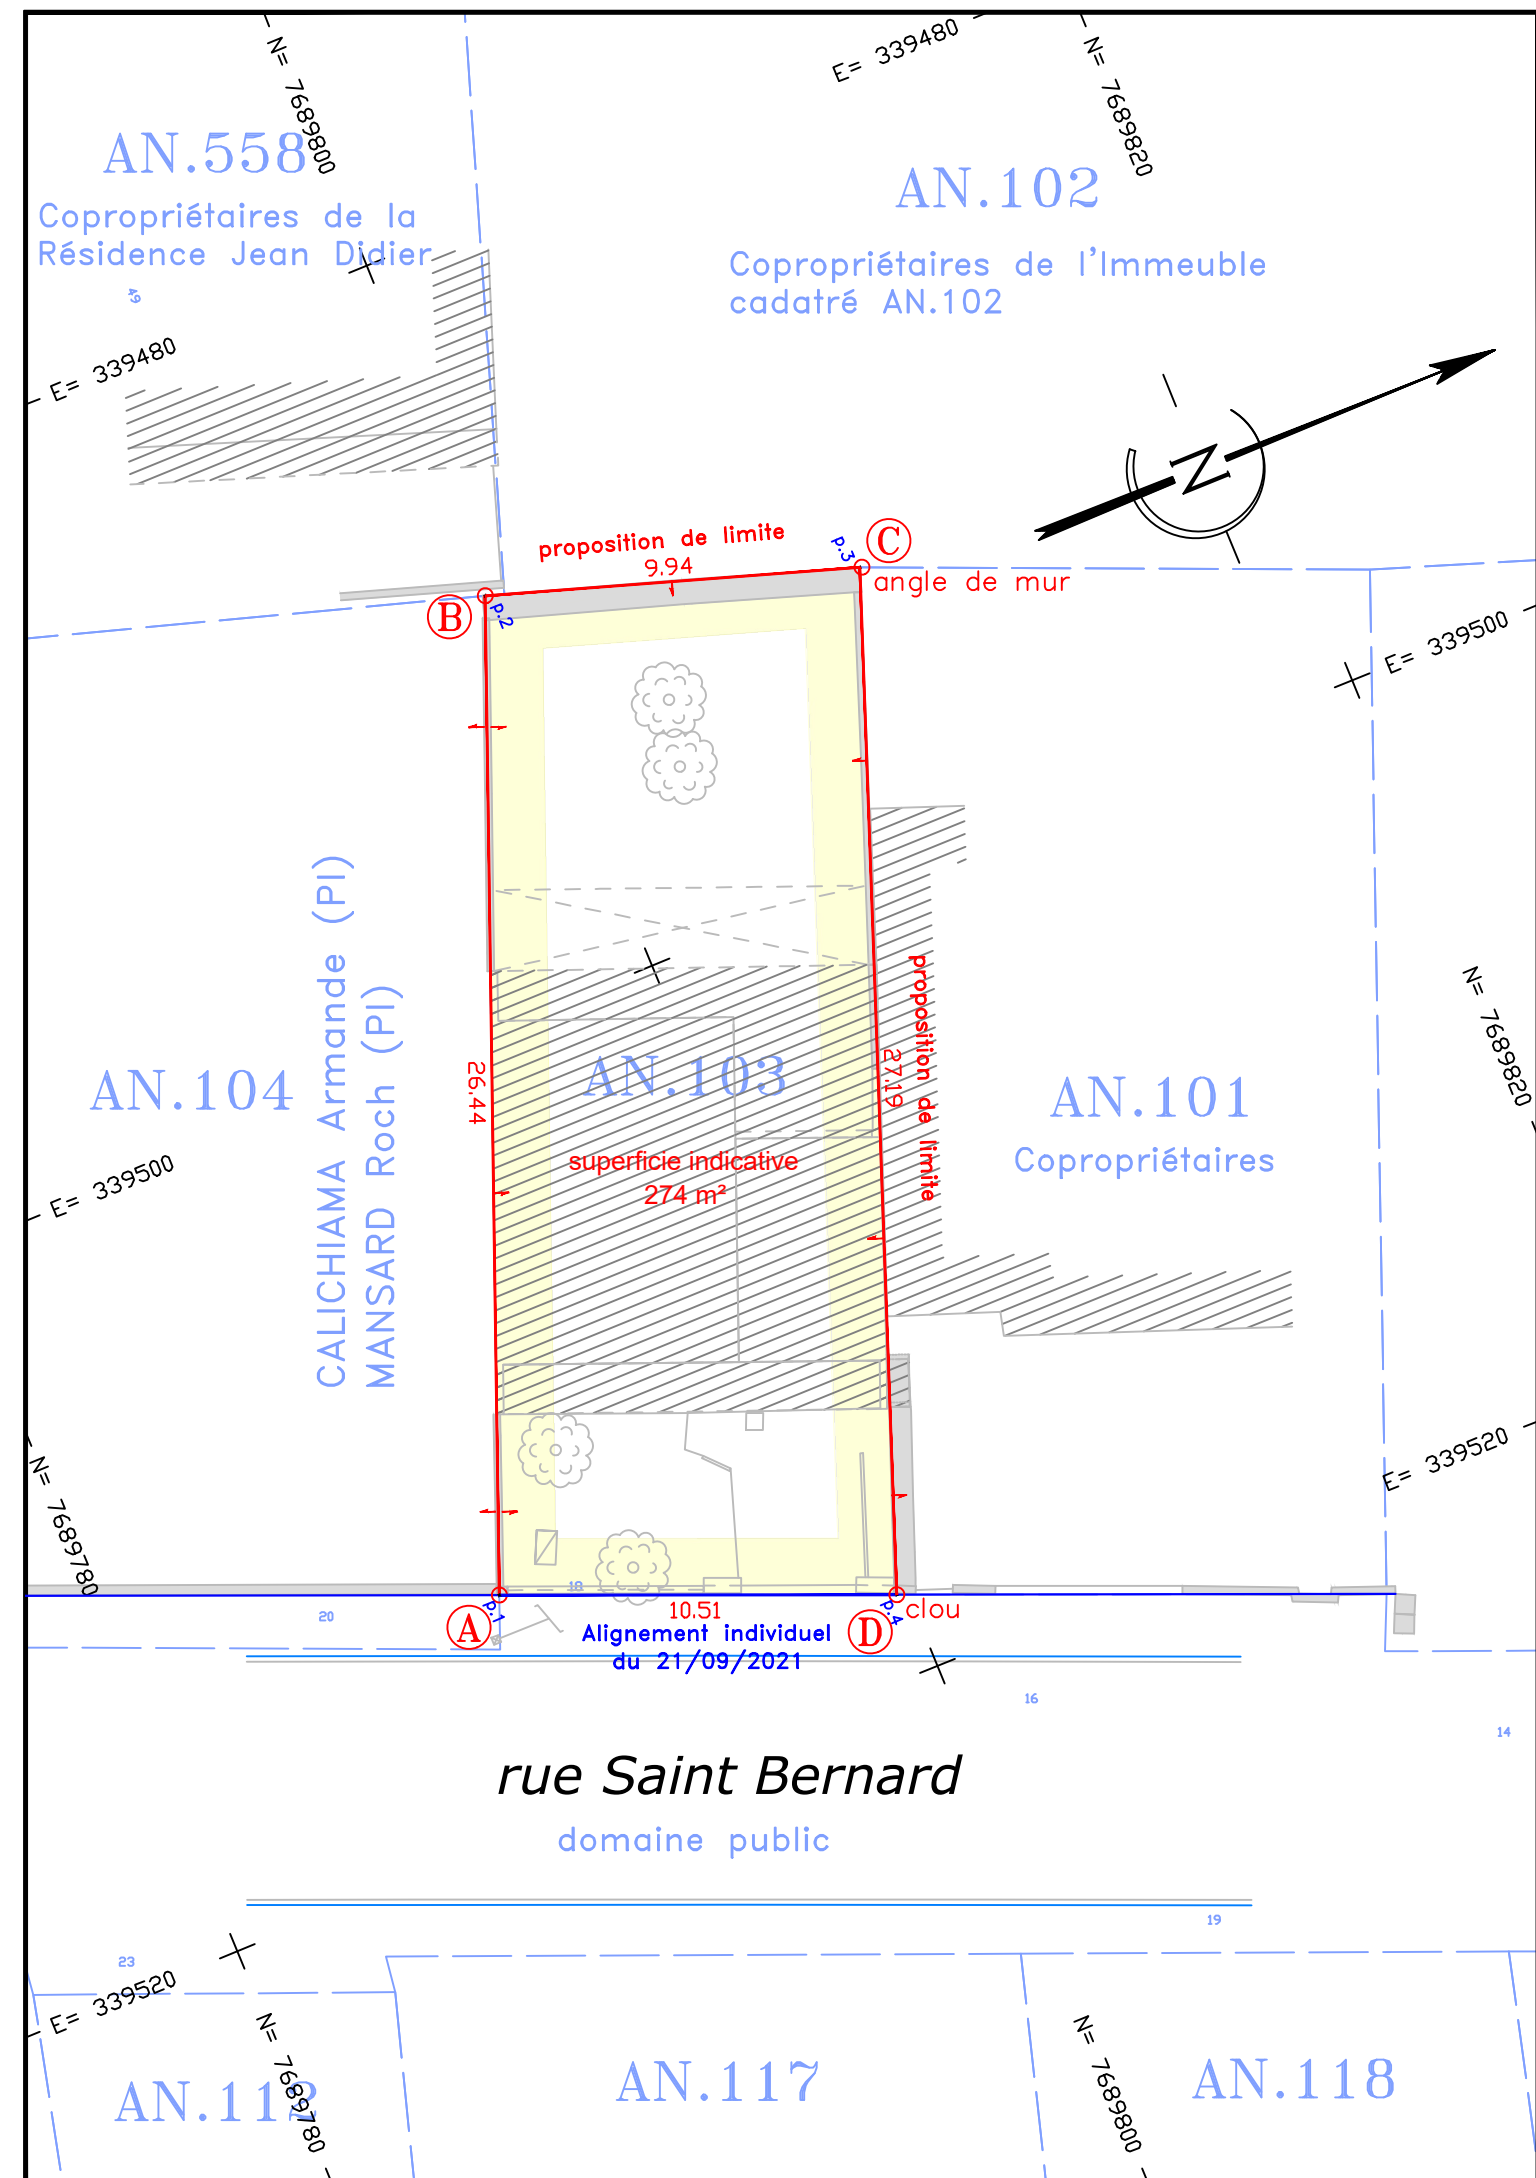 N= 7689800
E= 339480
N= 7689820
AN.558
Copropriétaires de la
Résidence Jean Didier
49
E= 339480
AN.102
Copropriétaires de l'Immeuble
cadatré AN.102
N
proposition de limite
9.94
p.3
C
angle de mur
B
p.2
E= 339500
N= 7689820
CALICHIAMA Armande (PI)
MANSARD Roch (PI)
AN.104
E= 339500
26.44
AN.103
superficie indicative
274 m²
27.19
proposition de limite
AN.101
Copropriétaires
E= 339520
N= 7689780
18
20
A
p.1
10.51
Alignement individuel
du 21/09/2021
D
p.4
clou
16
14
rue Saint Bernard
domaine public
19
23
E= 339520
N= 7689780
N= 7689800
AN.112
AN.117
AN.118